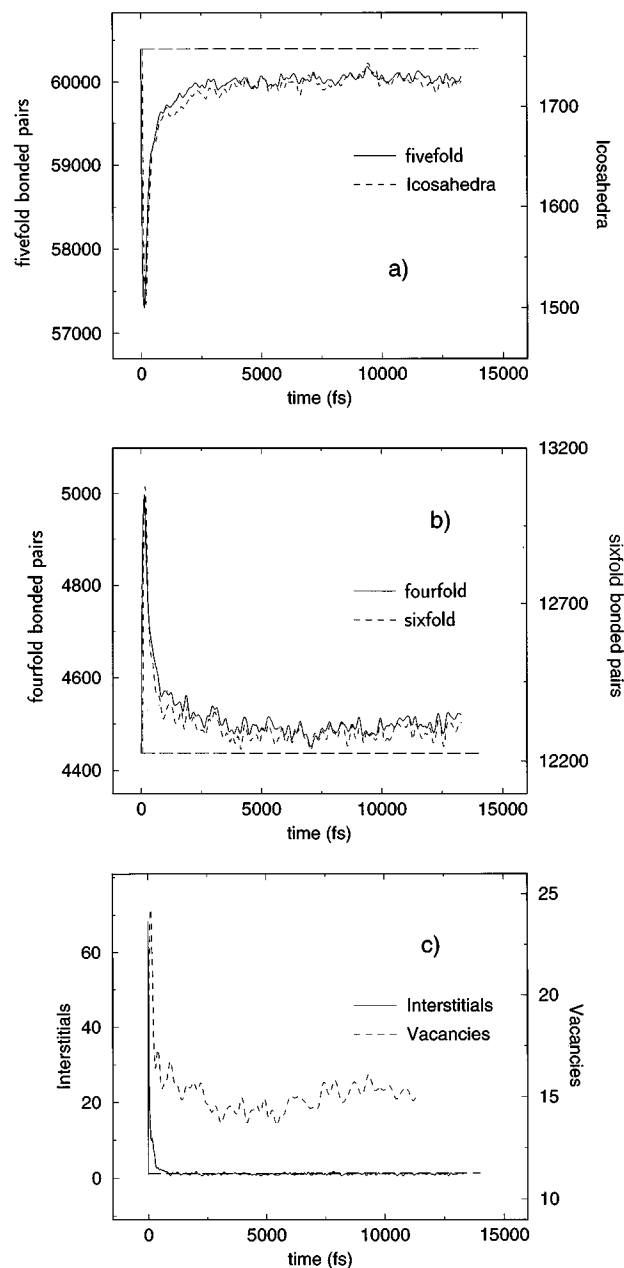 60000
59000
58000
57000
fivefold bonded pairs
1700
1600
1500
Icosahedra
fivefold
Icosahedra
a)
0 5000 10000 15000
time (fs)
5000
4800
4600
4400
fourfold bonded pairs
13200
12700
12200
sixfold bonded pairs
b)
fourfold
sixfold
0 5000 10000 15000
time (fs)
60
40
20
0
Interstitials
25
20
15
10
Vacancies
c)
Interstitials
Vacancies
0 5000 10000 15000
time (fs)